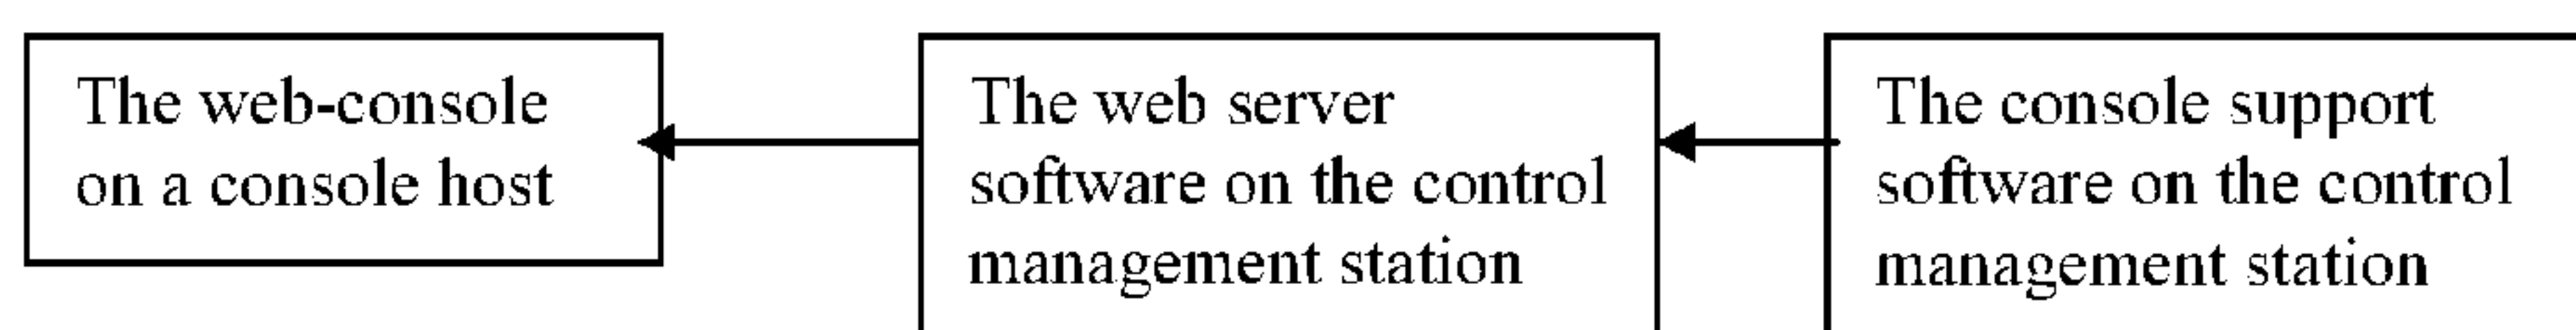 The web-console
on a console host
The web server
software on the control
management station
The console support
software on the control
management station